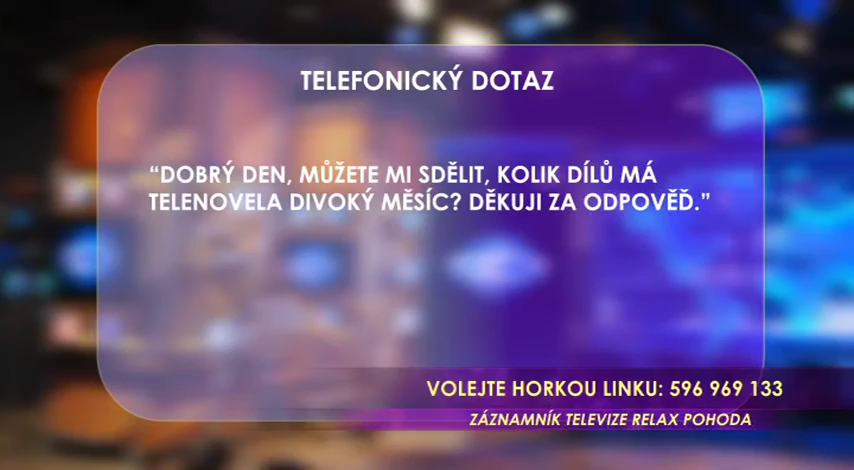 TELEFONICKÝ DOTAZ
“DOBRÝ DEN, MŮŽETE MI SDĚLIT, KOLIK DÍLŮ MÁ
TELENOVELA DIVOKÝ MĚSÍC? DĚKUJI ZA ODPOVĚĎ.”
VOLEJTE HORKOU LINKU: 596 969 133
ZÁZNAMNÍK TELEVIZE RELAX POHODA